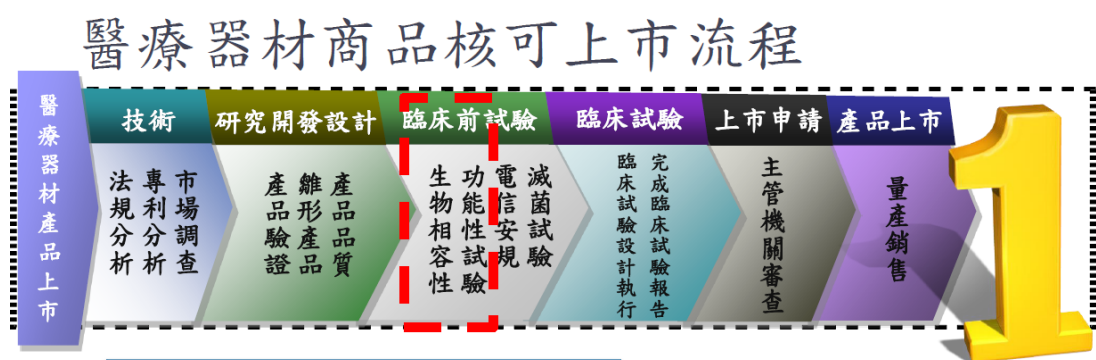 醫療器材商品核可上市流程
醫療器材產品上市
技術
市場調查
專利分析
法規分析
研究開發設計
產品品質
雛形產品
產品驗證
臨床前試驗
滅菌試驗
電信安規
功能性試驗
生物相容性
臨床試驗
完成臨床試驗報告
臨床試驗設計執行
上市申請
主管機關審查
產品上市
量產銷售
1